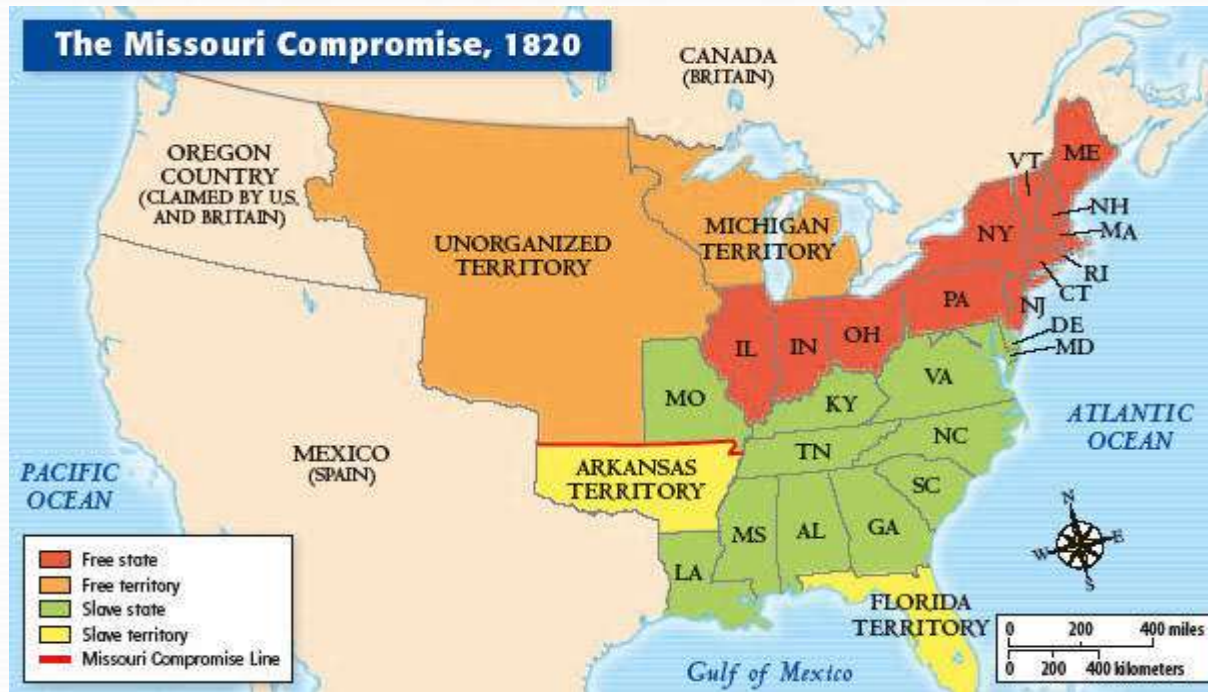 The Missouri Compromise, 1820
CANADA
(BRITAIN)
OREGON
COUNTRY
(CLAIMED BY U.S.
AND BRITAIN)
UNORGANIZED
TERRITORY
MICHIGAN
TERRITORY
VT
ME
NH
MA
NY
RI
CT
PA
NJ
DE
MD
IL
IN
OH
MO
KY
VA
ATLANTIC
OCEAN
MEXICO
(SPAIN)
PACIFIC
OCEAN
ARKANSAS
TERRITORY
TN
NC
SC
MS
AL
GA
LA
FLORIDA
TERRITORY
Gulf of Mexico
N
W
E
S
Free state
Free territory
Slave state
Slave territory
Missouri Compromise Line
0 200 400 miles
0 200 400 kilometers